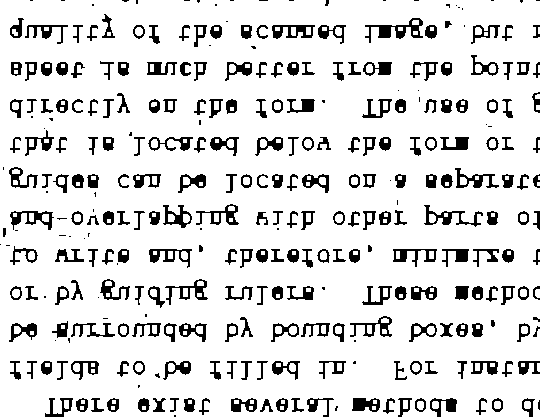 There exist several methods to de
fields to be filled in. For instan
be surrounded by bounding boxes, by
or by guiding rulers. These method
to write and, therefore, minimize t
and overlapping with other parts of
guides can be located on a separate
that is located below the form or t
directly on the form. The use of g
sheet is much better from the point
quality of the scanned image, but r